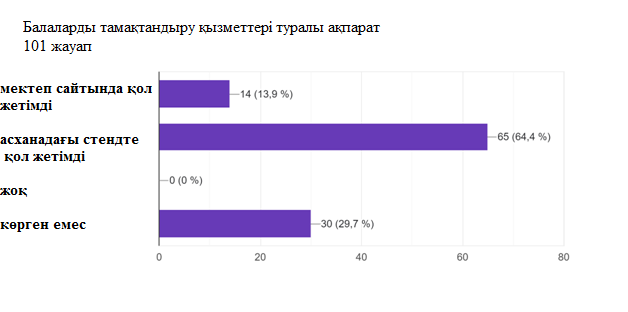 Балаларды тамақтандыру қызметтері туралы ақпарат
101 жауап
мектеп сайтында қол
жетімді
14 (13,9 %)
асханадағы стендте
қол жетімді
65 (64,4 %)
жоқ
0 (0 %)
көрген емес
30 (29,7 %)
0 20 40 60 80